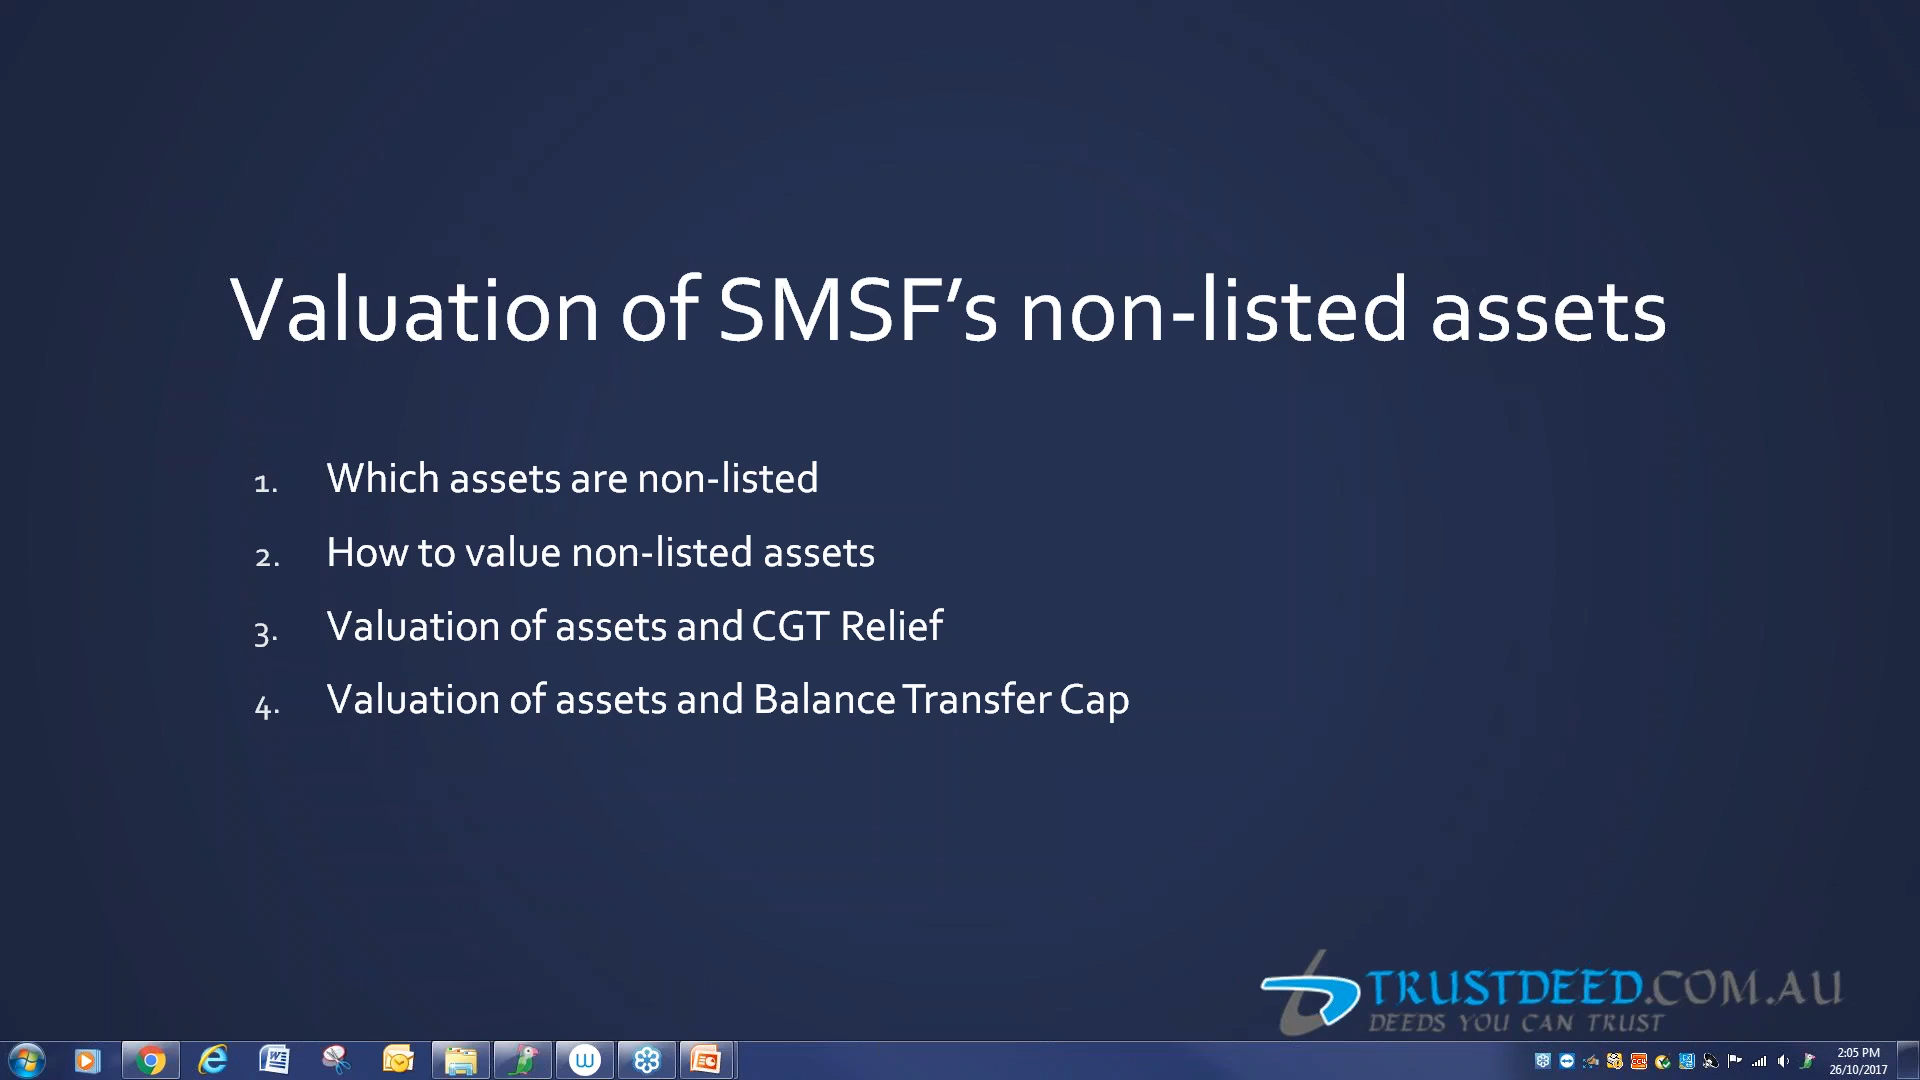 Valuation of SMSF’s non-listed assets
1. Which assets are non-listed
2. How to value non-listed assets
3. Valuation of assets and CGT Relief
4. Valuation of assets and Balance Transfer Cap
TRUSTDEED.COM.AU
DEEDS YOU CAN TRUST
2:05 PM
26/10/2017